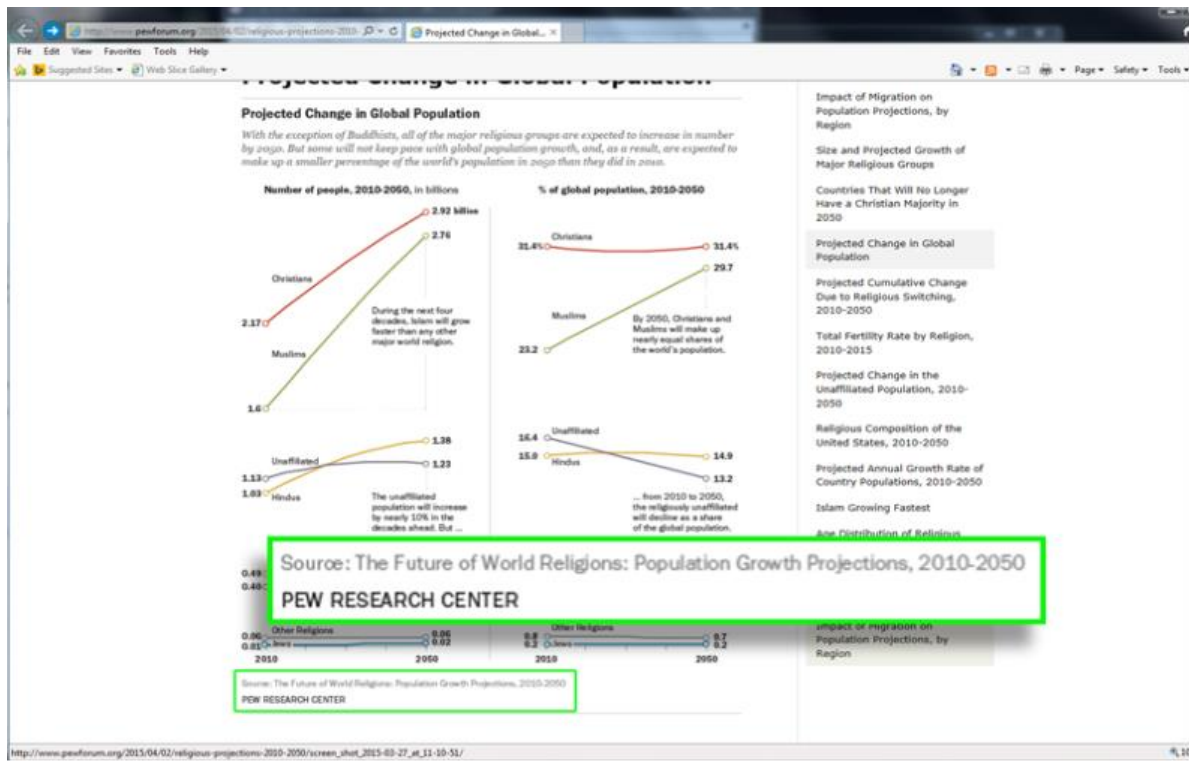 pewforum.org
Projected Change in Global...
File Edit View Favorites Tools Help
Suggested Sites Web Slice Gallery
Page Safety Tools
Projected Change in Global Population
Projected Change in Global Population
With the exception of Buddhists, all of the major religious groups are expected to increase in number
by 2050. But some will not keep pace with global population growth, and, as a result, are expected to
make up a smaller percentage of the world's population in 2050 than they did in 2010.
Number of people, 2010-2050, in billions
2.92 billion
2.76
Christians
2.17
During the next four
decades, Islam will grow
faster than any other
major world religion.
Muslims
1.6
1.38
Unaffiliated
1.23
1.13
1.03
Hindus
The unaffiliated
population will increase
by nearly 10% in the
decades ahead. But ...
0.49
0.40
Other Religions
0.06
0.06
0.01
Jews
0.02
2010
2050
% of global population, 2010-2050
Christians
31.4%
31.4%
29.7
Muslims
By 2050, Christians and
Muslims will make up
nearly equal shares of
the world's population.
23.2
Unaffiliated
16.4
15.0
Hindus
14.9
13.2
... from 2010 to 2050,
the religiously unaffiliated
will decline as a share
of the global population.
Other Religions
0.8
0.7
0.2
Jews
0.2
2010
2050
Source: The Future of World Religions: Population Growth Projections, 2010-2050
PEW RESEARCH CENTER
Source: The Future of World Religions: Population Growth Projections, 2010-2050
PEW RESEARCH CENTER
Impact of Migration on
Population Projections, by
Region
Size and Projected Growth of
Major Religious Groups
Countries That Will No Longer
Have a Christian Majority in
2050
Projected Change in Global
Population
Projected Cumulative Change
Due to Religious Switching,
2010-2050
Total Fertility Rate by Religion,
2010-2015
Projected Change in the
Unaffiliated Population, 2010-
2050
Religious Composition of the
United States, 2010-2050
Projected Annual Growth Rate of
Country Populations, 2010-2050
Islam Growing Fastest
Age Distribution of Religious
Impact of Migration on
Population Projections, by
Region
http://www.pewforum.org/2015/04/02/religious-projections-2010-2050/screen_shot_2015-03-27_at_11-10-51/